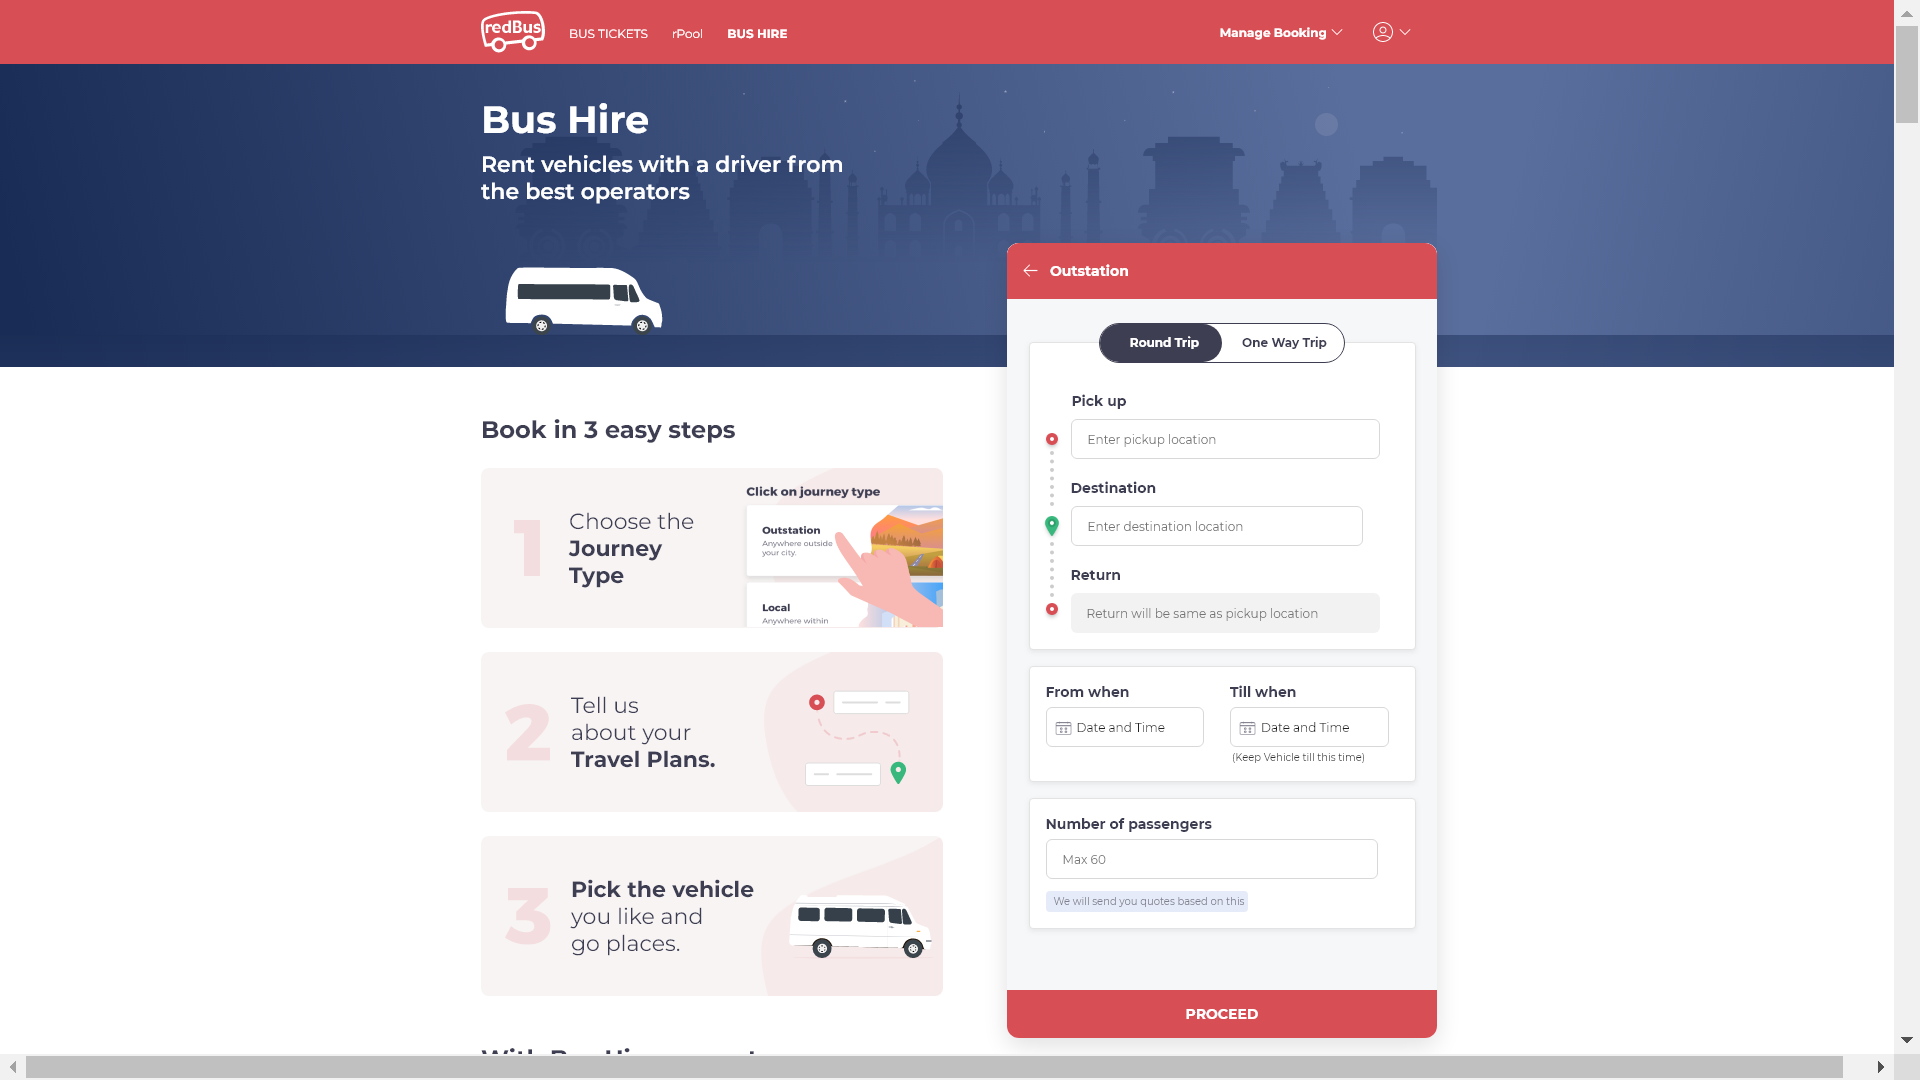 redBus
BUS TICKETS
rPool
BUS HIRE
Manage Booking
Bus Hire
Rent vehicles with a driver from
the best operators
Outstation
Round Trip
One Way Trip
Pick up
Enter pickup location
Destination
Enter destination location
Return
Return will be same as pickup location
From when
Till when
Date and Time
Date and Time
(Keep Vehicle till this time)
Number of passengers
Max 60
We will send you quotes based on this
PROCEED
Book in 3 easy steps
1
Choose the
Journey
Type
Click on journey type
Outstation
Anywhere outside
your city.
Local
Anywhere within
2
Tell us
about your
Travel Plans.
3
Pick the vehicle
you like and
go places.